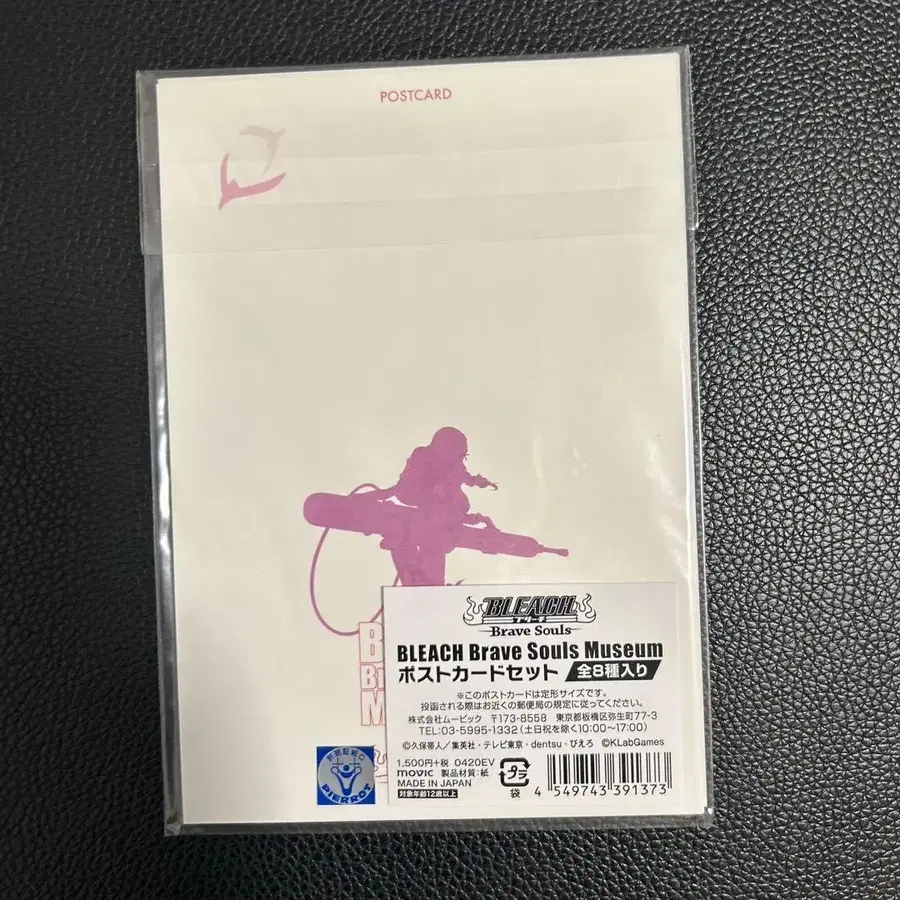 POSTCARD
BLEACH
ブリーチ
Brave Souls
BLEACH Brave Souls Museum
ポストカードセット 全8種入り
※このポストカードは定形サイズです。
投函される際はお近くの郵便局の規定に従ってください。
株式会社ムービック 〒173-8558 東京都板橋区弥生町77-3
TEL:03-5995-1332(土日祝を除く10:00~17:00)
©久保帯人/集英社・テレビ東京・dentsu・ぴえろ ©KLabGames
1,500円+税 0420EV
movic 製品材質:紙
MADE IN JAPAN
対象年齢12歳以上
プラ
袋
4 549743 391373
B
B
M
PIERROT